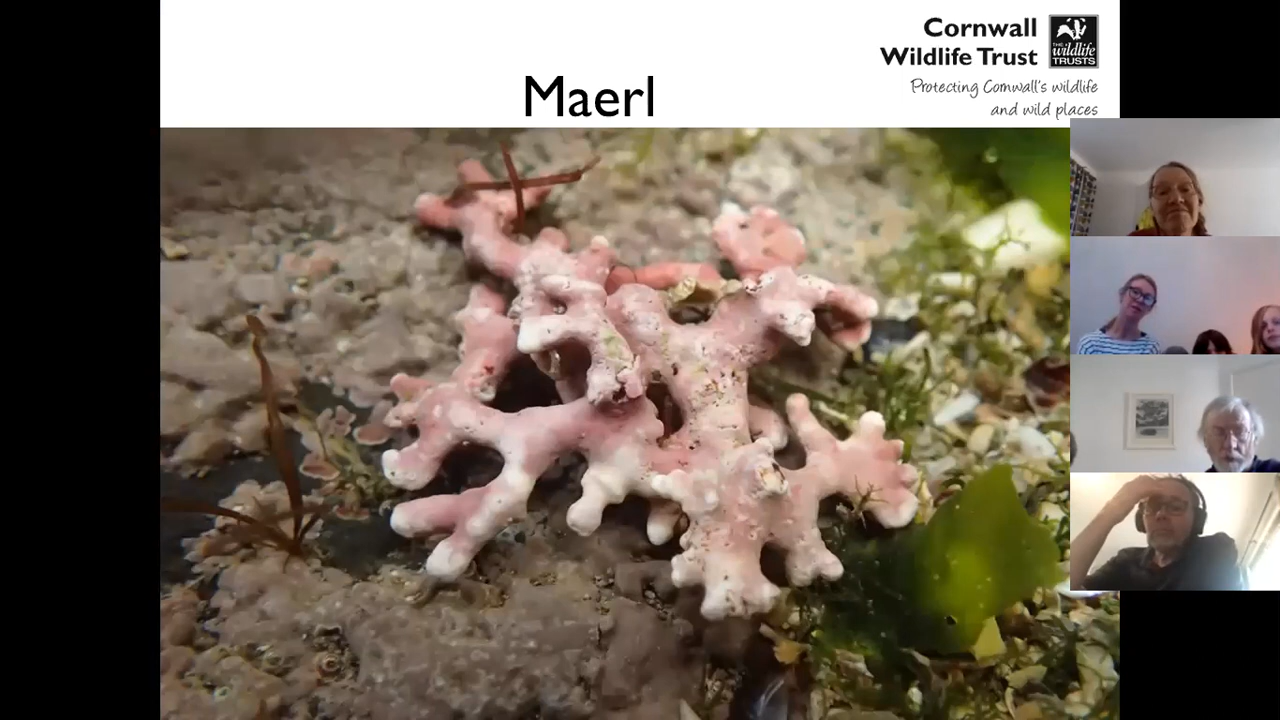 Cornwall
Wildlife Trust
THE
wildlife
TRUSTS
Protecting Cornwall's wildlife
and wild places
Maerl